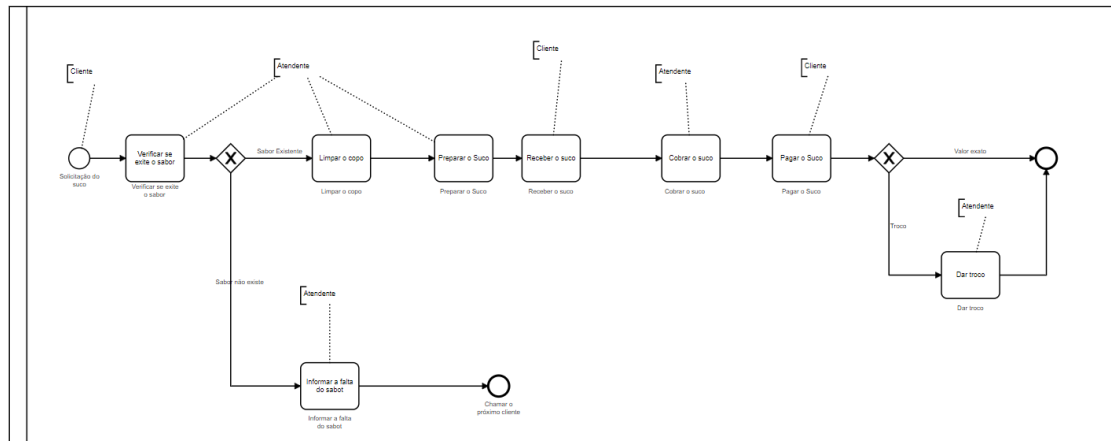 Cliente
Atendente
Cliente
Atendente
Cliente
Solicitação do
suco
Verificar se
exite o sabor
Verificar se exite
o sabor
Sabor Existente
Limpar o copo
Limpar o copo
Preparar o Suco
Preparar o Suco
Receber o suco
Receber o suco
Cobrar o suco
Cobrar o suco
Pagar o Suco
Pagar o Suco
Valor exato
Troco
Atendente
Dar troco
Dar troco
Sabor não existe
Atendente
Informar a falta
do sabot
Informar a falta
do sabot
Chamar o
próximo cliente